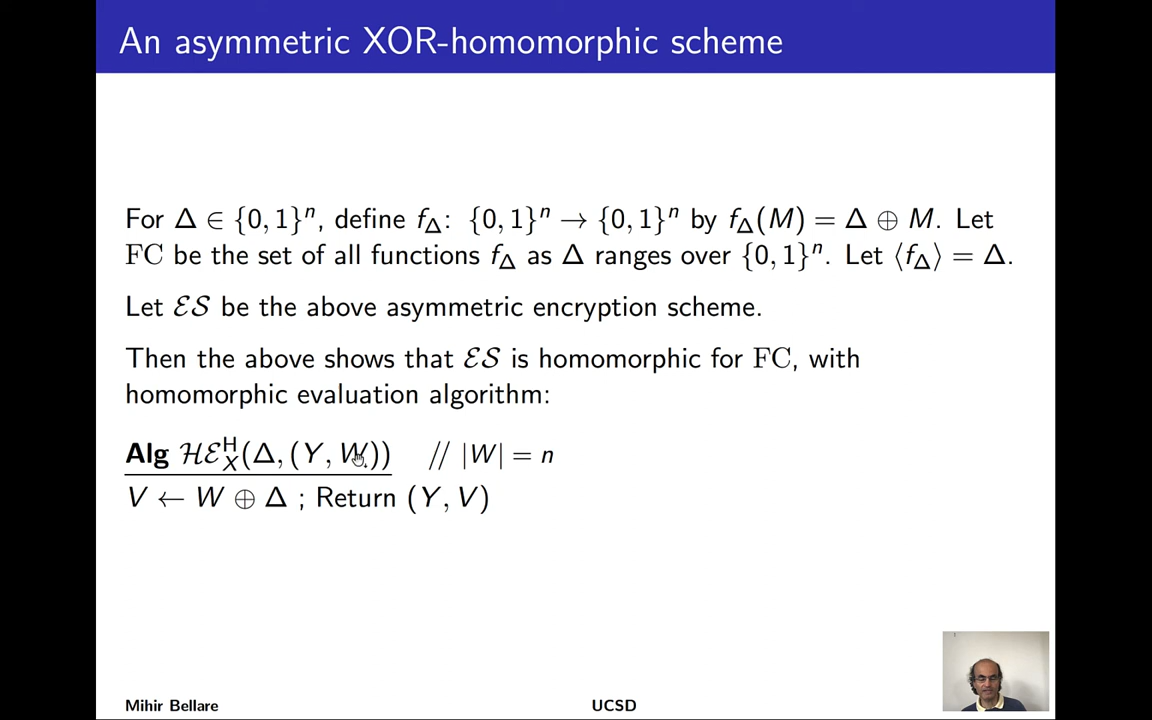 An asymmetric XOR-homomorphic scheme
For Δ ∈ {0, 1}ⁿ, define f_Δ: {0, 1}ⁿ → {0, 1}ⁿ by f_Δ(M) = Δ ⊕ M. Let
FC be the set of all functions f_Δ as Δ ranges over {0, 1}ⁿ. Let ⟨f_Δ⟩ = Δ.
Let ℰ𝒮 be the above asymmetric encryption scheme.
Then the above shows that ℰ𝒮 is homomorphic for FC, with
homomorphic evaluation algorithm:
Alg ℋℰ_X^H(Δ, (Y, W)) // |W| = n
V ← W ⊕ Δ ; Return (Y, V)
Mihir Bellare UCSD